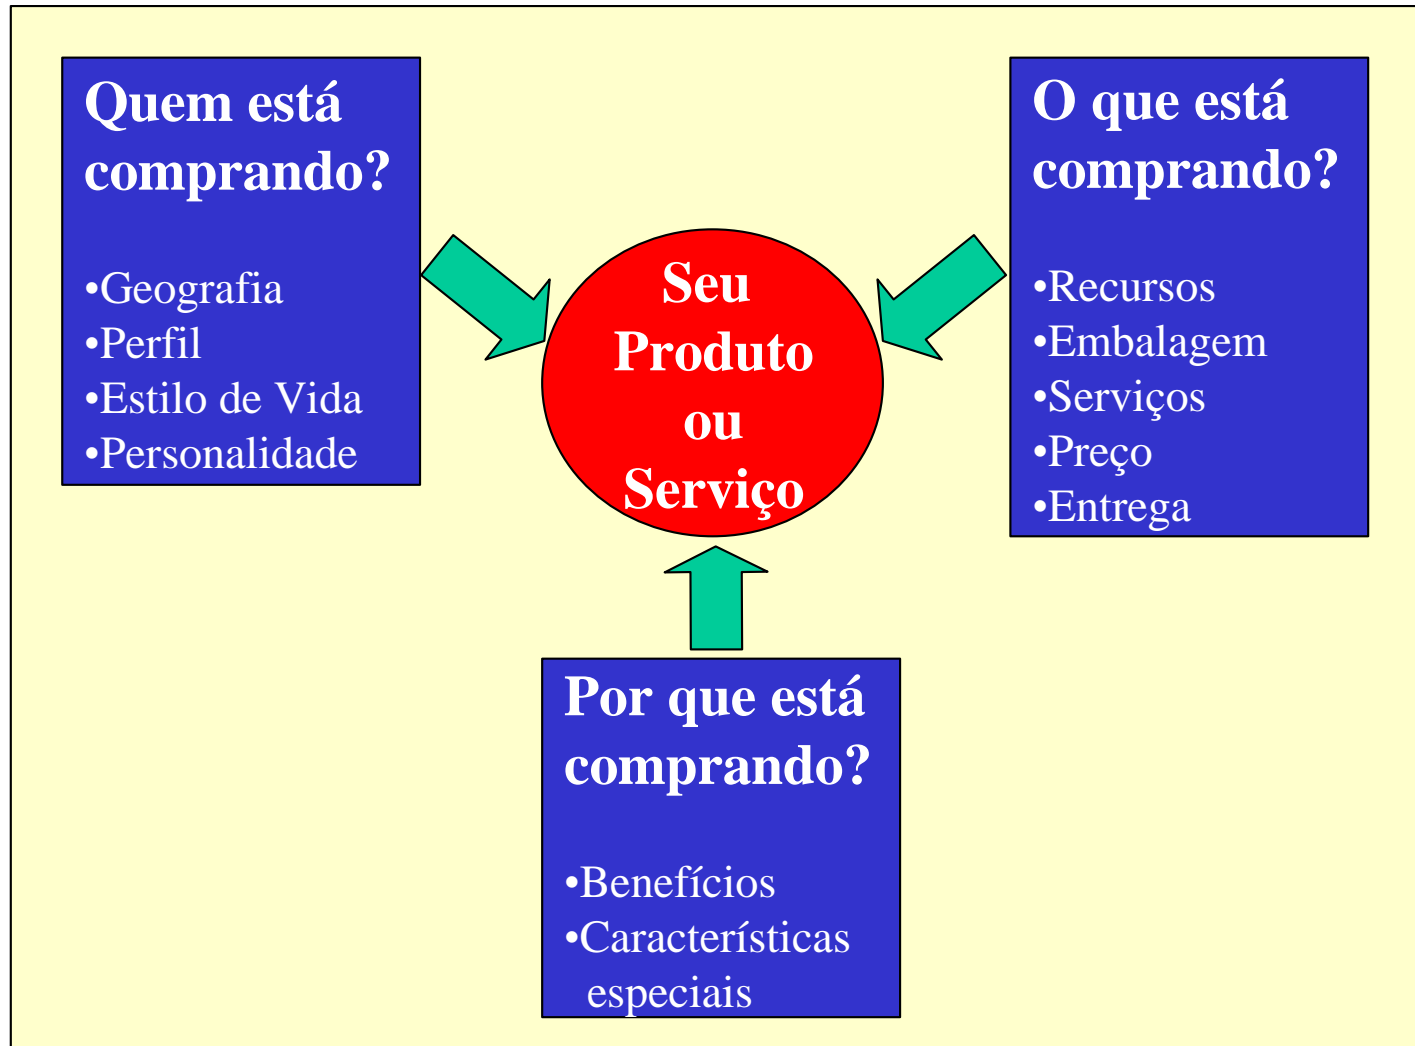 Quem está
comprando?
•Geografia
•Perfil
•Estilo de Vida
•Personalidade
Seu
Produto
ou
Serviço
O que está
comprando?
•Recursos
•Embalagem
•Serviços
•Preço
•Entrega
Por que está
comprando?
•Benefícios
•Características
especiais